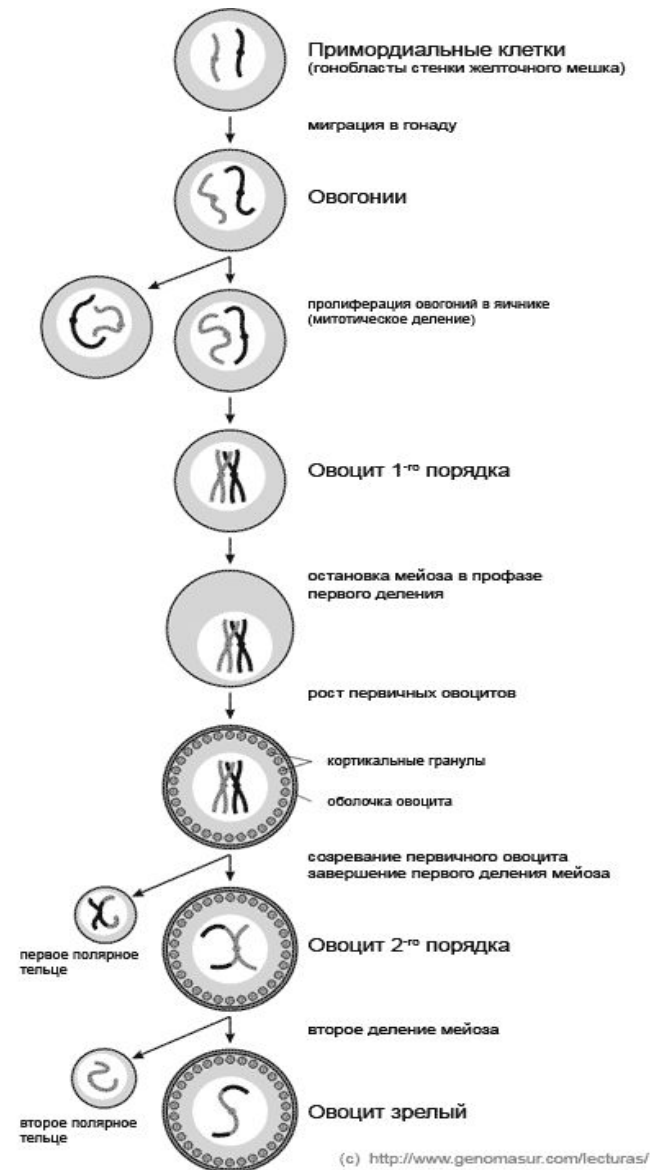 Примордиальные клетки
(гонобласты стенки желточного мешка)
миграция в гонаду
Овогонии
пролиферация овогоний в яичнике
(митотическое деление)
Овоцит 1-го порядка
остановка мейоза в профазе
первого деления
рост первичных овоцитов
кортикальные гранулы
оболочка овоцита
созревание первичного овоцита
завершение первого деления мейоза
первое полярное
тельце
Овоцит 2-го порядка
второе деление мейоза
второе полярное
тельце
Овоцит зрелый
(c) http://www.genomasur.com/lecturas/